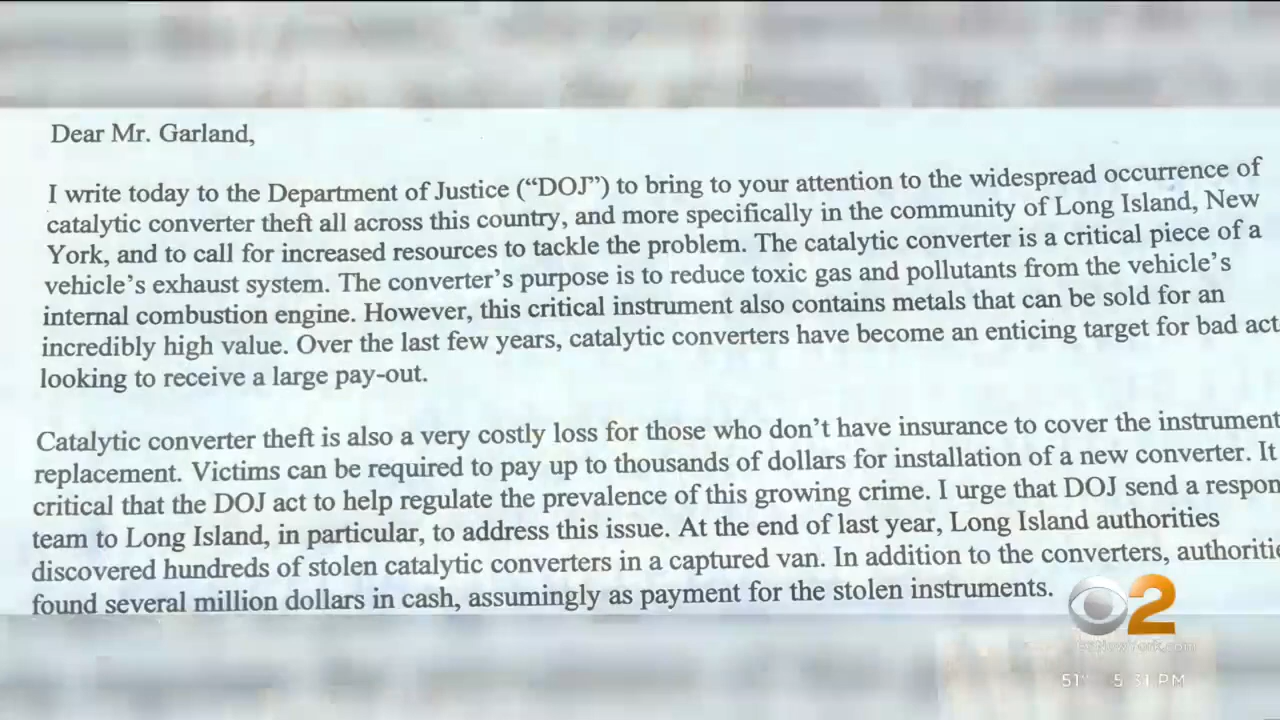 Dear Mr. Garland,
I write today to the Department of Justice (“DOJ”) to bring to your attention to the widespread occurrence of
catalytic converter theft all across this country, and more specifically in the community of Long Island, New
York, and to call for increased resources to tackle the problem. The catalytic converter is a critical piece of a
vehicle’s exhaust system. The converter’s purpose is to reduce toxic gas and pollutants from the vehicle’s
internal combustion engine. However, this critical instrument also contains metals that can be sold for an
incredibly high value. Over the last few years, catalytic converters have become an enticing target for bad act
looking to receive a large pay-out.
Catalytic converter theft is also a very costly loss for those who don’t have insurance to cover the instrument
replacement. Victims can be required to pay up to thousands of dollars for installation of a new converter. It
critical that the DOJ act to help regulate the prevalence of this growing crime. I urge that DOJ send a respon
team to Long Island, in particular, to address this issue. At the end of last year, Long Island authorities
discovered hundreds of stolen catalytic converters in a captured van. In addition to the converters, authoritie
found several million dollars in cash, assumingly as payment for the stolen instruments.
2
51° 5:31 PM